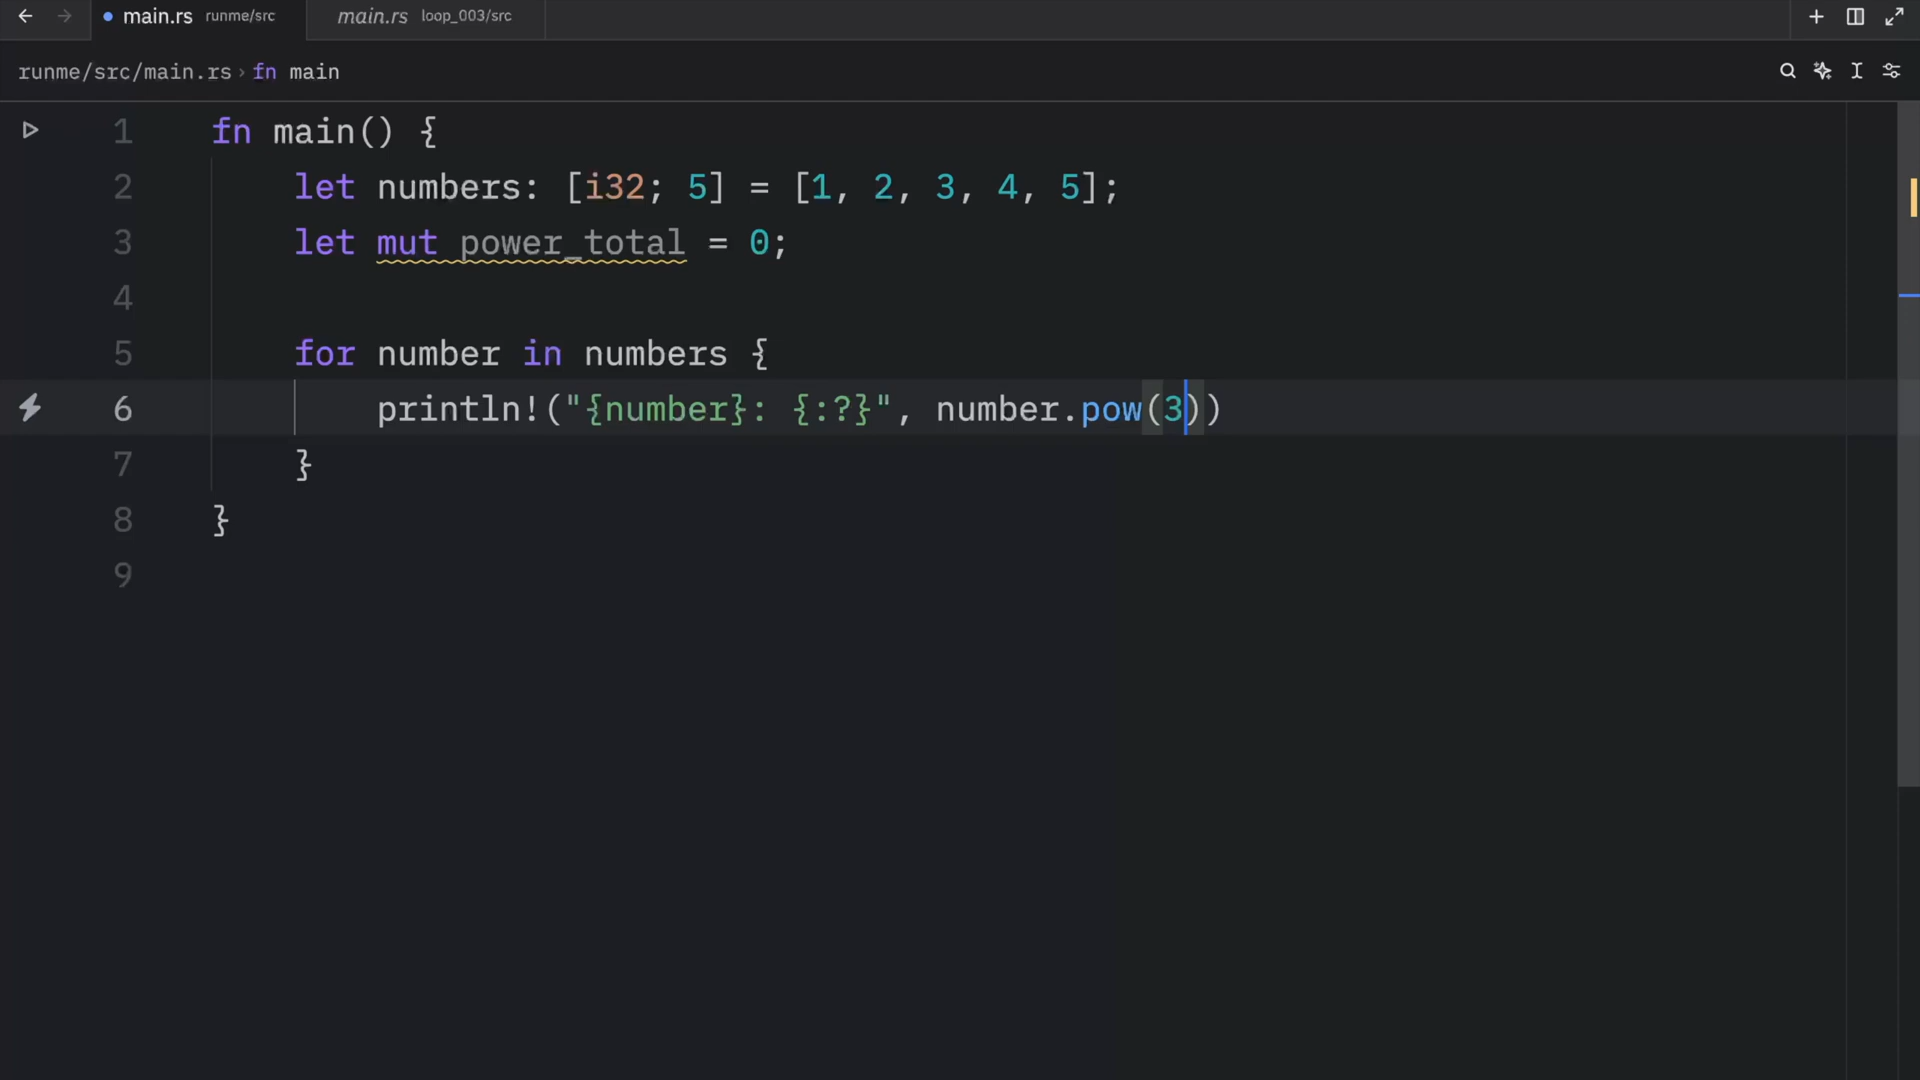 main.rs runme/src main.rs loop_003/src
runme/src/main.rs › fn main
1 fn main() {
2 let numbers: [i32; 5] = [1, 2, 3, 4, 5];
3 let mut power_total = 0;
4
5 for number in numbers {
6 println!("{number}: {:?}", number.pow(3))
7 }
8 }
9